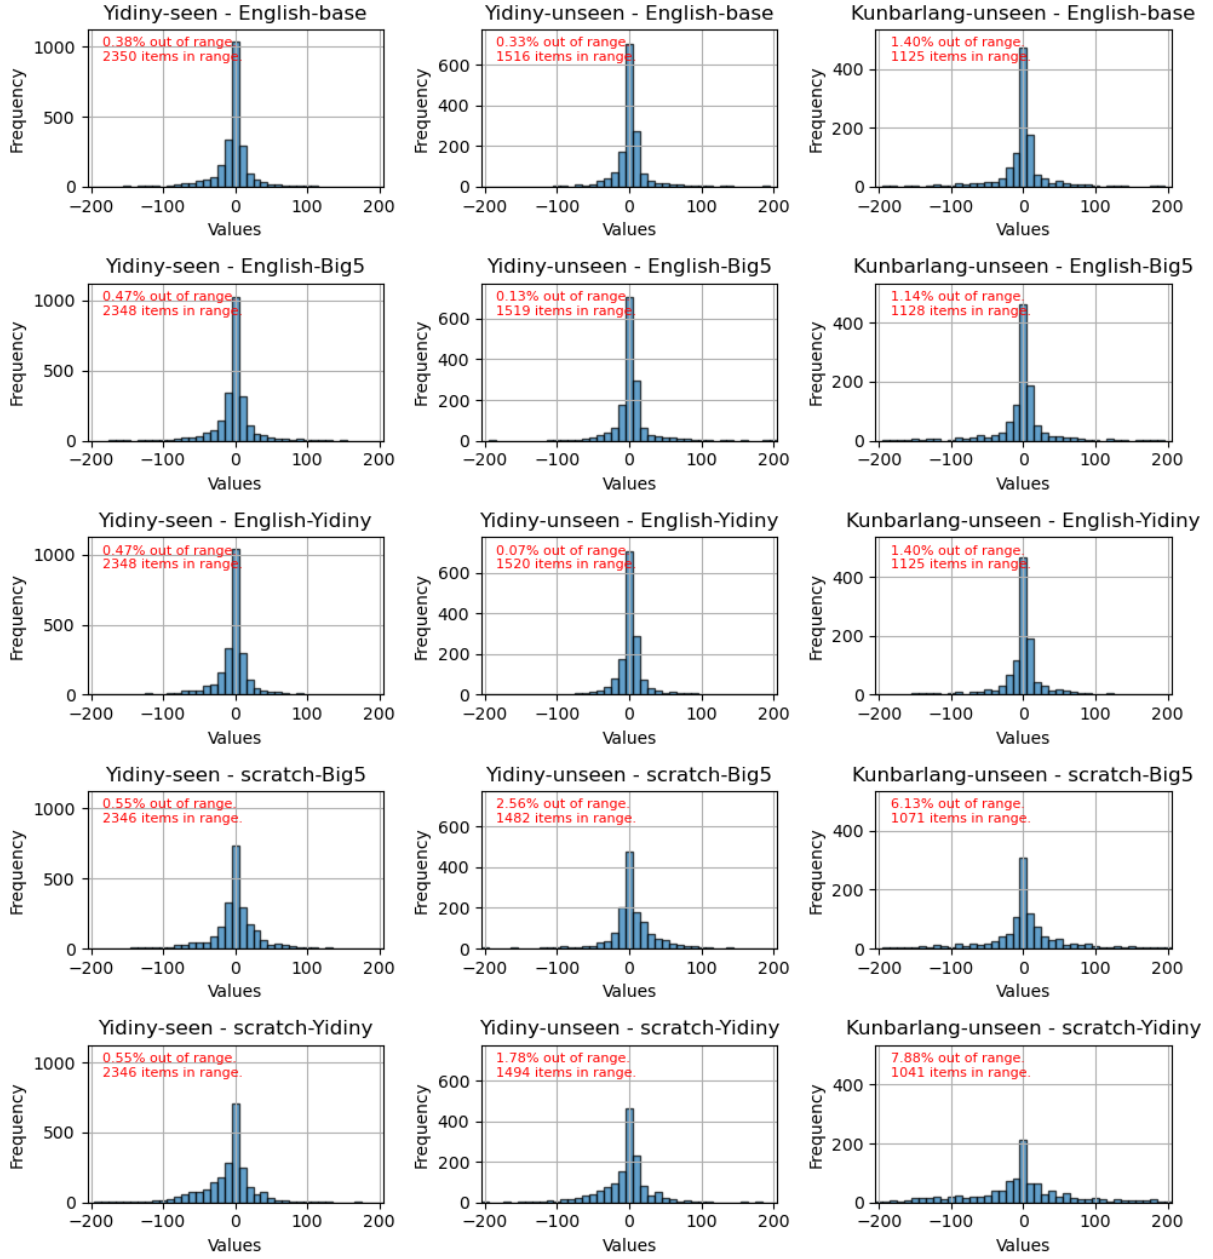 Yidiny-seen - English-base
0.38% out of range.
2350 items in range.
Frequency
1000
500
0
−200 −100 0 100 200
Values
Yidiny-unseen - English-base
0.33% out of range.
1516 items in range.
Frequency
600
400
200
0
−200 −100 0 100 200
Values
Kunbarlang-unseen - English-base
1.40% out of range.
1125 items in range.
Frequency
400
200
0
−200 −100 0 100 200
Values
Yidiny-seen - English-Big5
0.47% out of range.
2348 items in range.
Frequency
1000
500
0
−200 −100 0 100 200
Values
Yidiny-unseen - English-Big5
0.13% out of range.
1519 items in range.
Frequency
600
400
200
0
−200 −100 0 100 200
Values
Kunbarlang-unseen - English-Big5
1.14% out of range.
1128 items in range.
Frequency
400
200
0
−200 −100 0 100 200
Values
Yidiny-seen - English-Yidiny
0.47% out of range.
2348 items in range.
Frequency
1000
500
0
−200 −100 0 100 200
Values
Yidiny-unseen - English-Yidiny
0.07% out of range.
1520 items in range.
Frequency
600
400
200
0
−200 −100 0 100 200
Values
Kunbarlang-unseen - English-Yidiny
1.40% out of range.
1125 items in range.
Frequency
400
200
0
−200 −100 0 100 200
Values
Yidiny-seen - scratch-Big5
0.55% out of range.
2346 items in range.
Frequency
1000
500
0
−200 −100 0 100 200
Values
Yidiny-unseen - scratch-Big5
2.56% out of range.
1482 items in range.
Frequency
600
400
200
0
−200 −100 0 100 200
Values
Kunbarlang-unseen - scratch-Big5
6.13% out of range.
1071 items in range.
Frequency
400
200
0
−200 −100 0 100 200
Values
Yidiny-seen - scratch-Yidiny
0.55% out of range.
2346 items in range.
Frequency
1000
500
0
−200 −100 0 100 200
Values
Yidiny-unseen - scratch-Yidiny
1.78% out of range.
1494 items in range.
Frequency
600
400
200
0
−200 −100 0 100 200
Values
Kunbarlang-unseen - scratch-Yidiny
7.88% out of range.
1041 items in range.
Frequency
400
200
0
−200 −100 0 100 200
Values